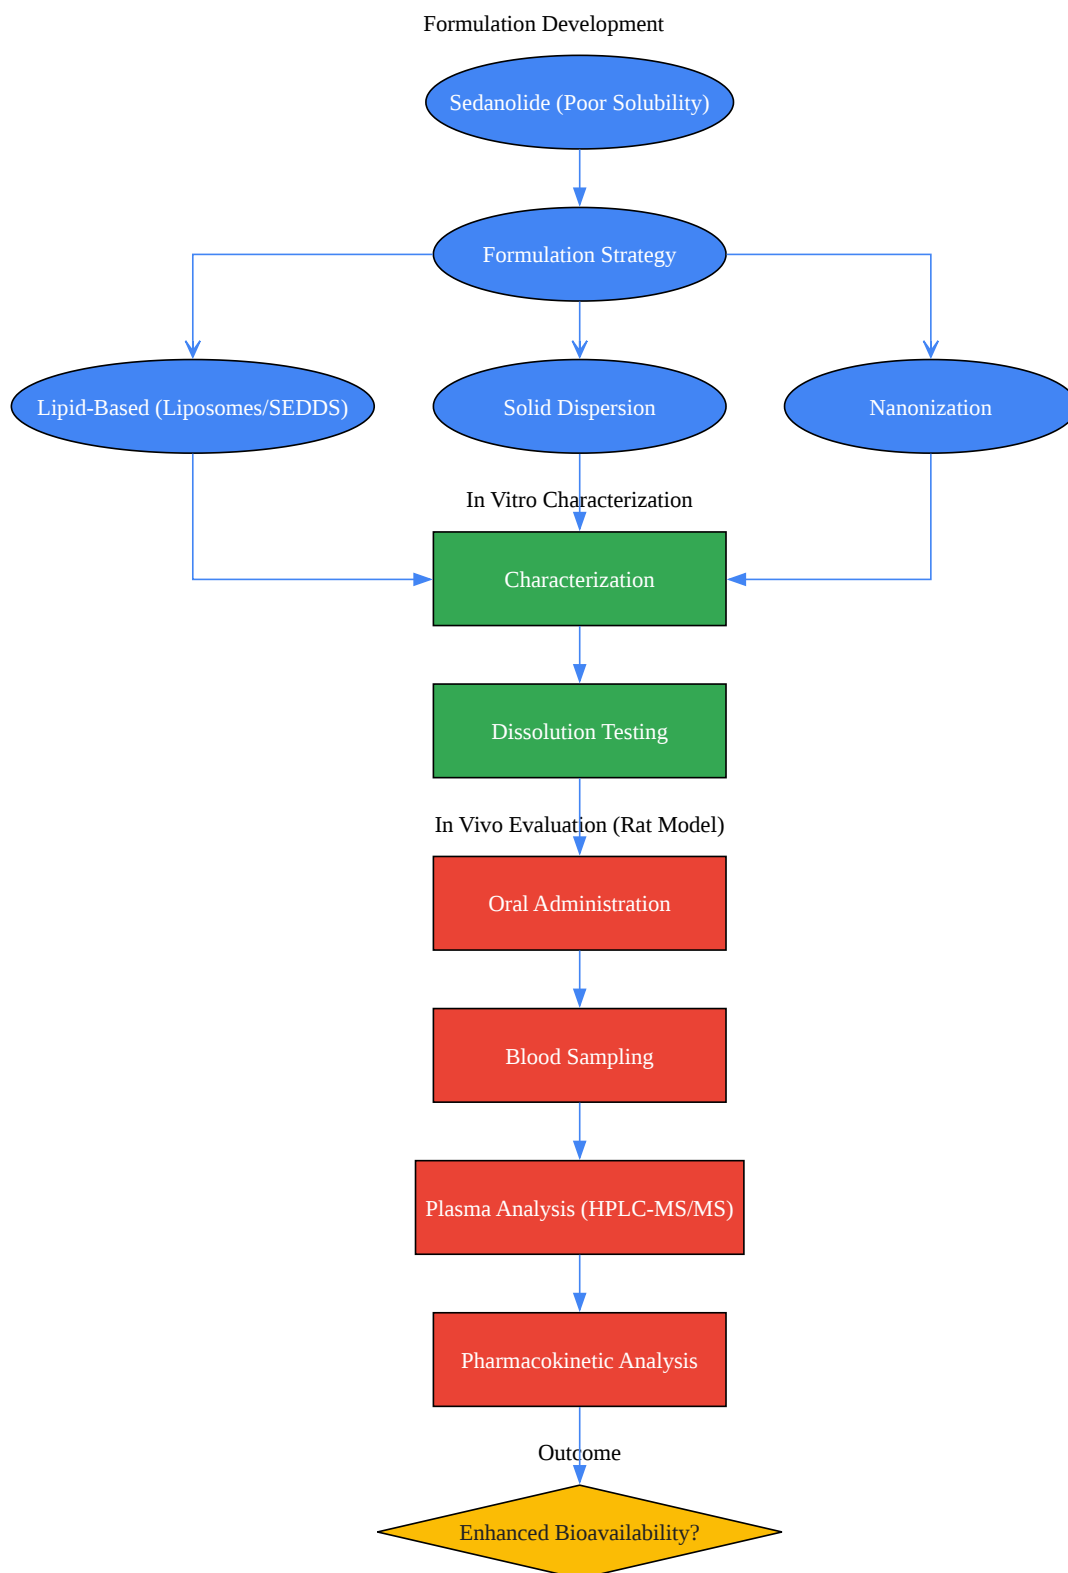 Formulation Development
Sedanolide (Poor Solubility)
Formulation Strategy
Lipid-Based (Liposomes/SEDDS)
Solid Dispersion
Nanonization
In Vitro Characterization
Characterization
Dissolution Testing
In Vivo Evaluation (Rat Model)
Oral Administration
Blood Sampling
Plasma Analysis (HPLC-MS/MS)
Pharmacokinetic Analysis
Outcome
Enhanced Bioavailability?